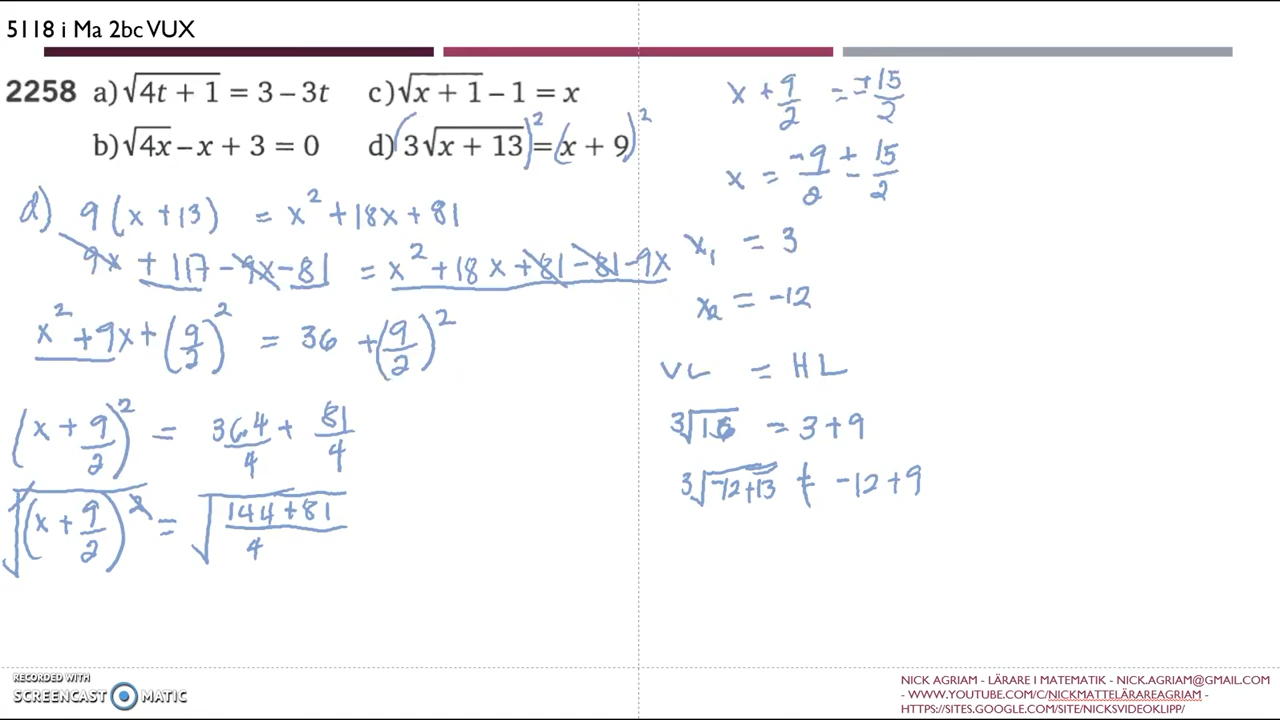 5118 i Ma 2bc VUX
2258 a) √4t + 1 = 3 – 3t c) √x + 1 – 1 = x
b) √4x – x + 3 = 0 d) (3√x + 13)² = (x + 9)²
d) 9(x + 13) = x² + 18x + 81
9x + 117 - 9x - 81 = x² + 18x + 81 - 81 - 9x
x² + 9x + (9/2)² = 36 + (9/2)²
(x + 9/2)² = 36.4/4 + 81/4
√(x + 9/2)² = √144+81/4
x + 9/2 = ±15/2
x = -9/2 ± 15/2
x₁ = 3
x₂ = -12
VL = HL
3√16 = 3+9
3√-12+13 ≠ -12+9
RECORDED WITH
SCREENCAST MATIC
NICK AGRIAM - LÄRARE I MATEMATIK - NICK.AGRIAM@GMAIL.COM
- WWW.YOUTUBE.COM/C/NICKMATTELÄRAREAGRIAM -
HTTPS://SITES.GOOGLE.COM/SITE/NICKSVIDEOKLIPP/